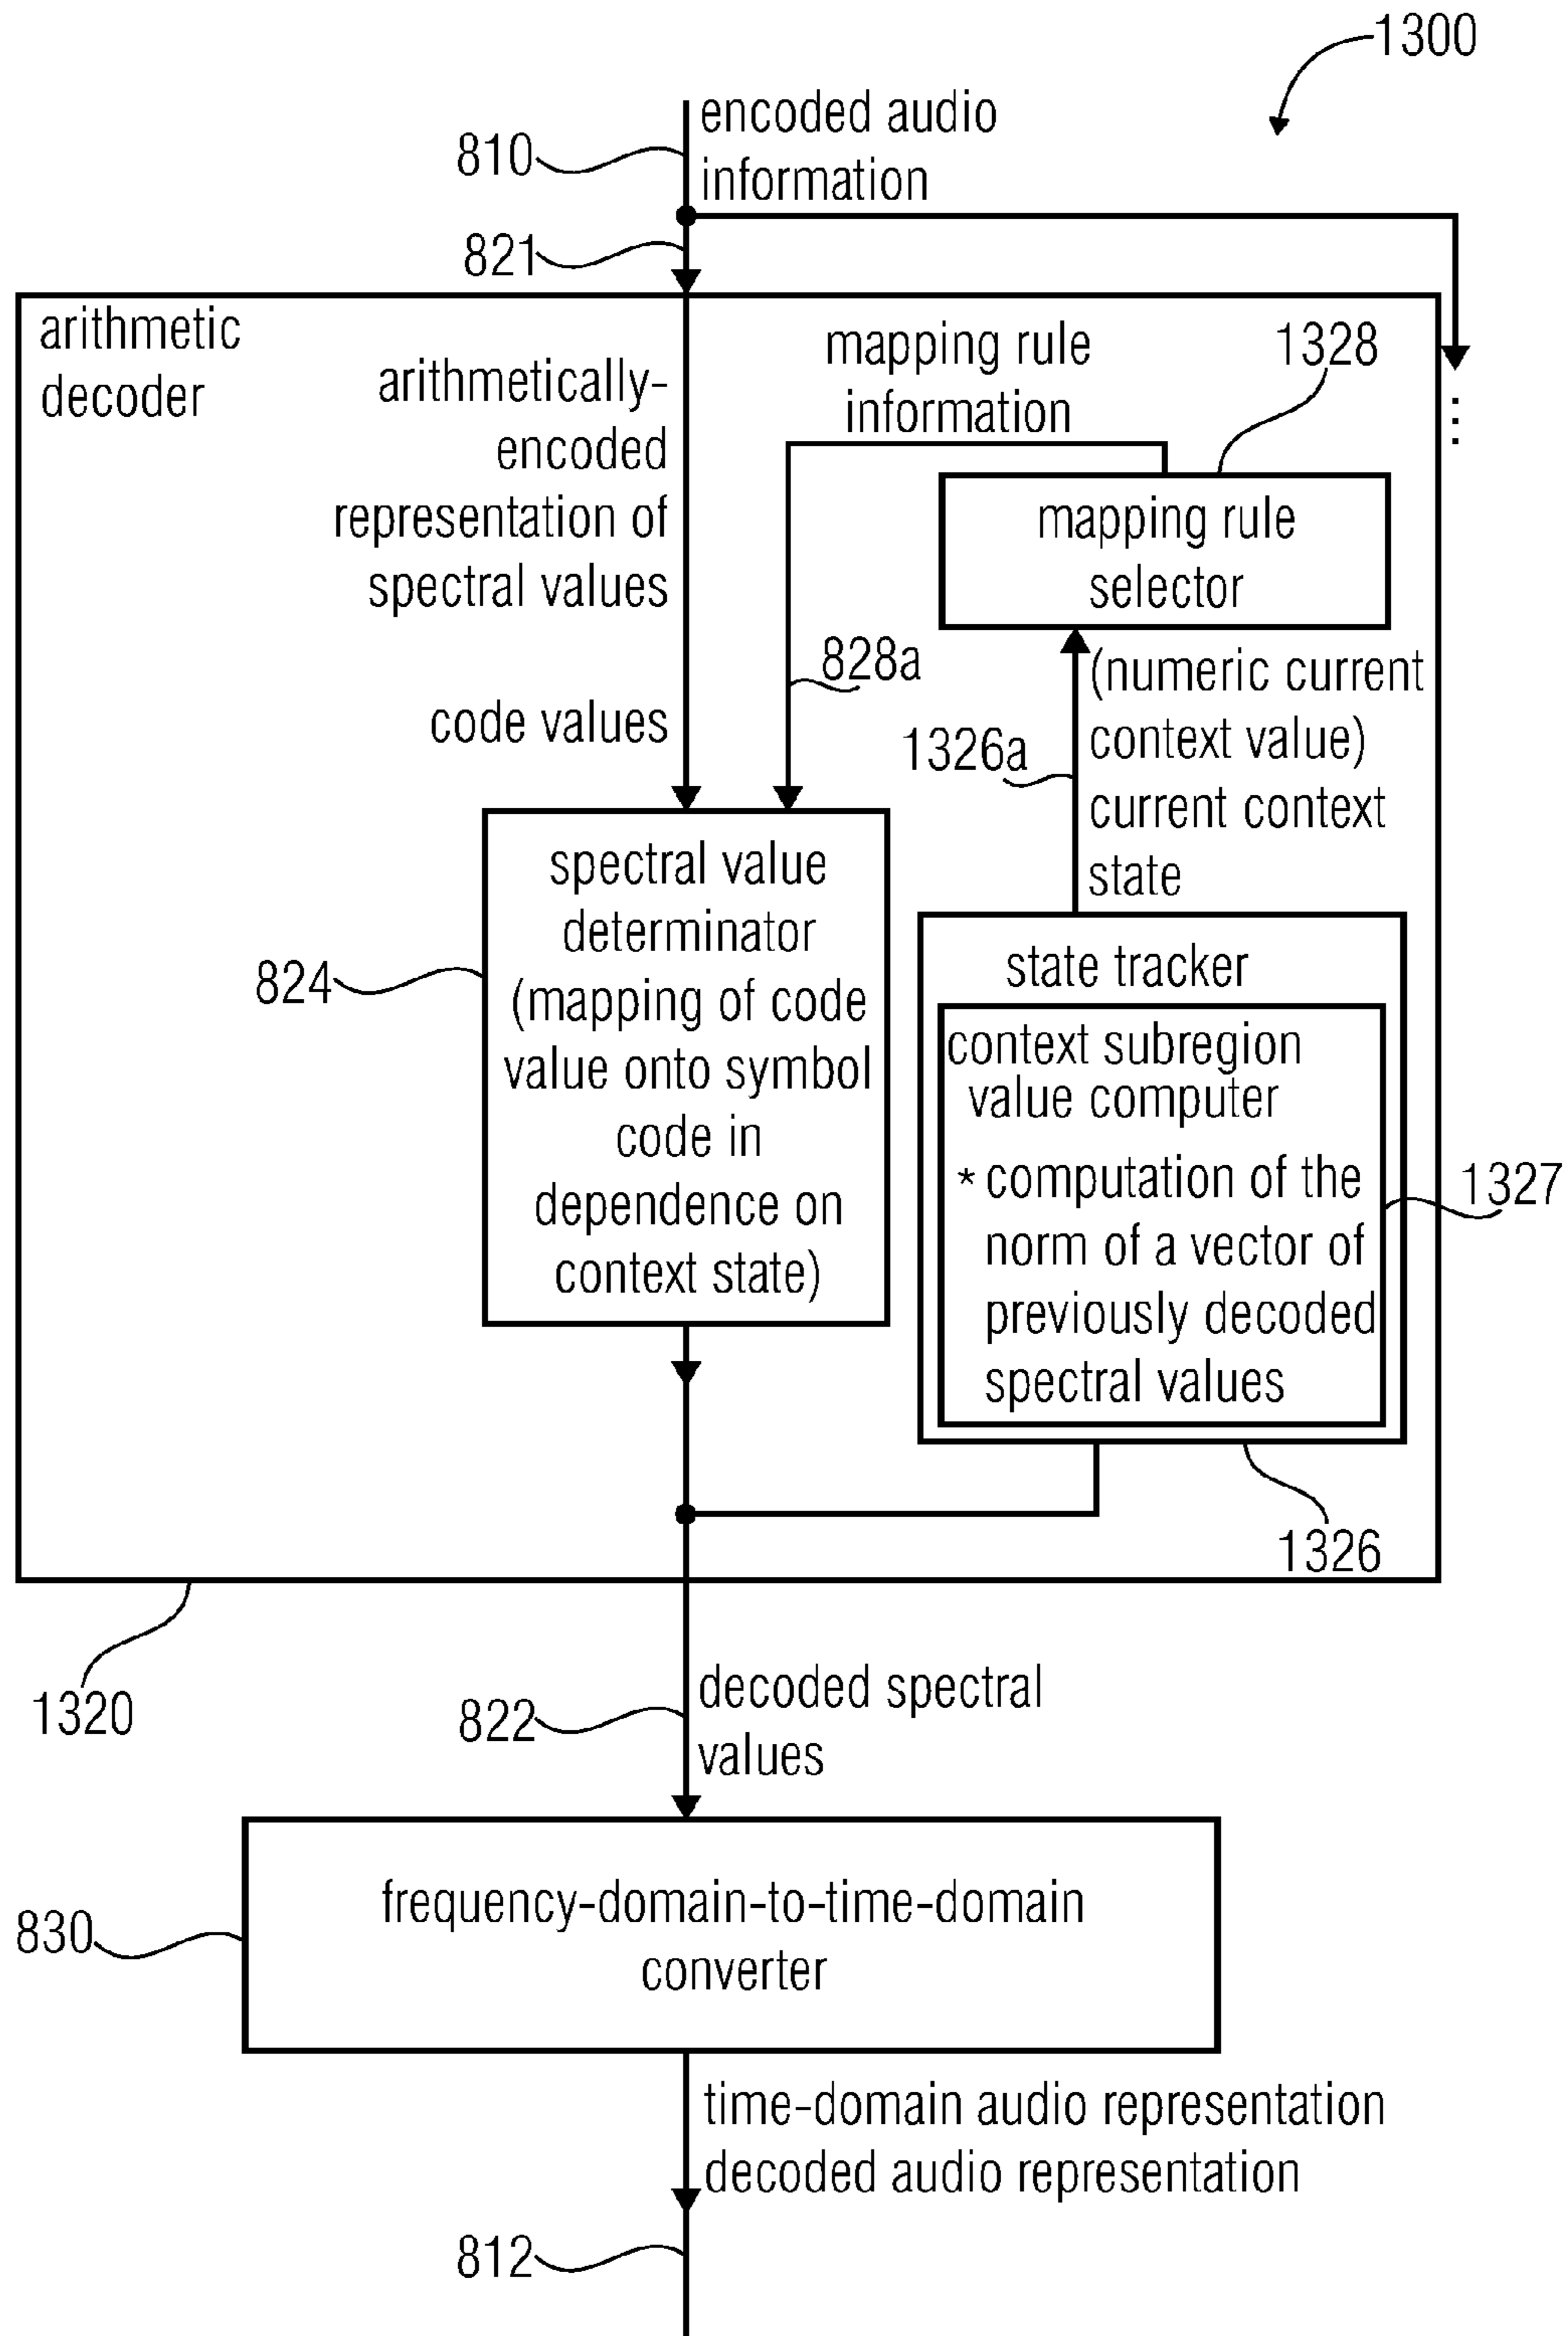 1300
encoded audio
information
810
821
arithmetic
decoder
arithmetically-
encoded
representation of
spectral values
code values
mapping rule
information
1328
...
mapping rule
selector
828a
1326a
(numeric current
context value)
current context
state
spectral value
determinator
(mapping of code
value onto symbol
code in
dependence on
context state)
824
state tracker
context subregion
value computer
* computation of the
norm of a vector of
previously decoded
spectral values
1327
1326
1320
822
decoded spectral
values
830
frequency-domain-to-time-domain
converter
time-domain audio representation
decoded audio representation
812